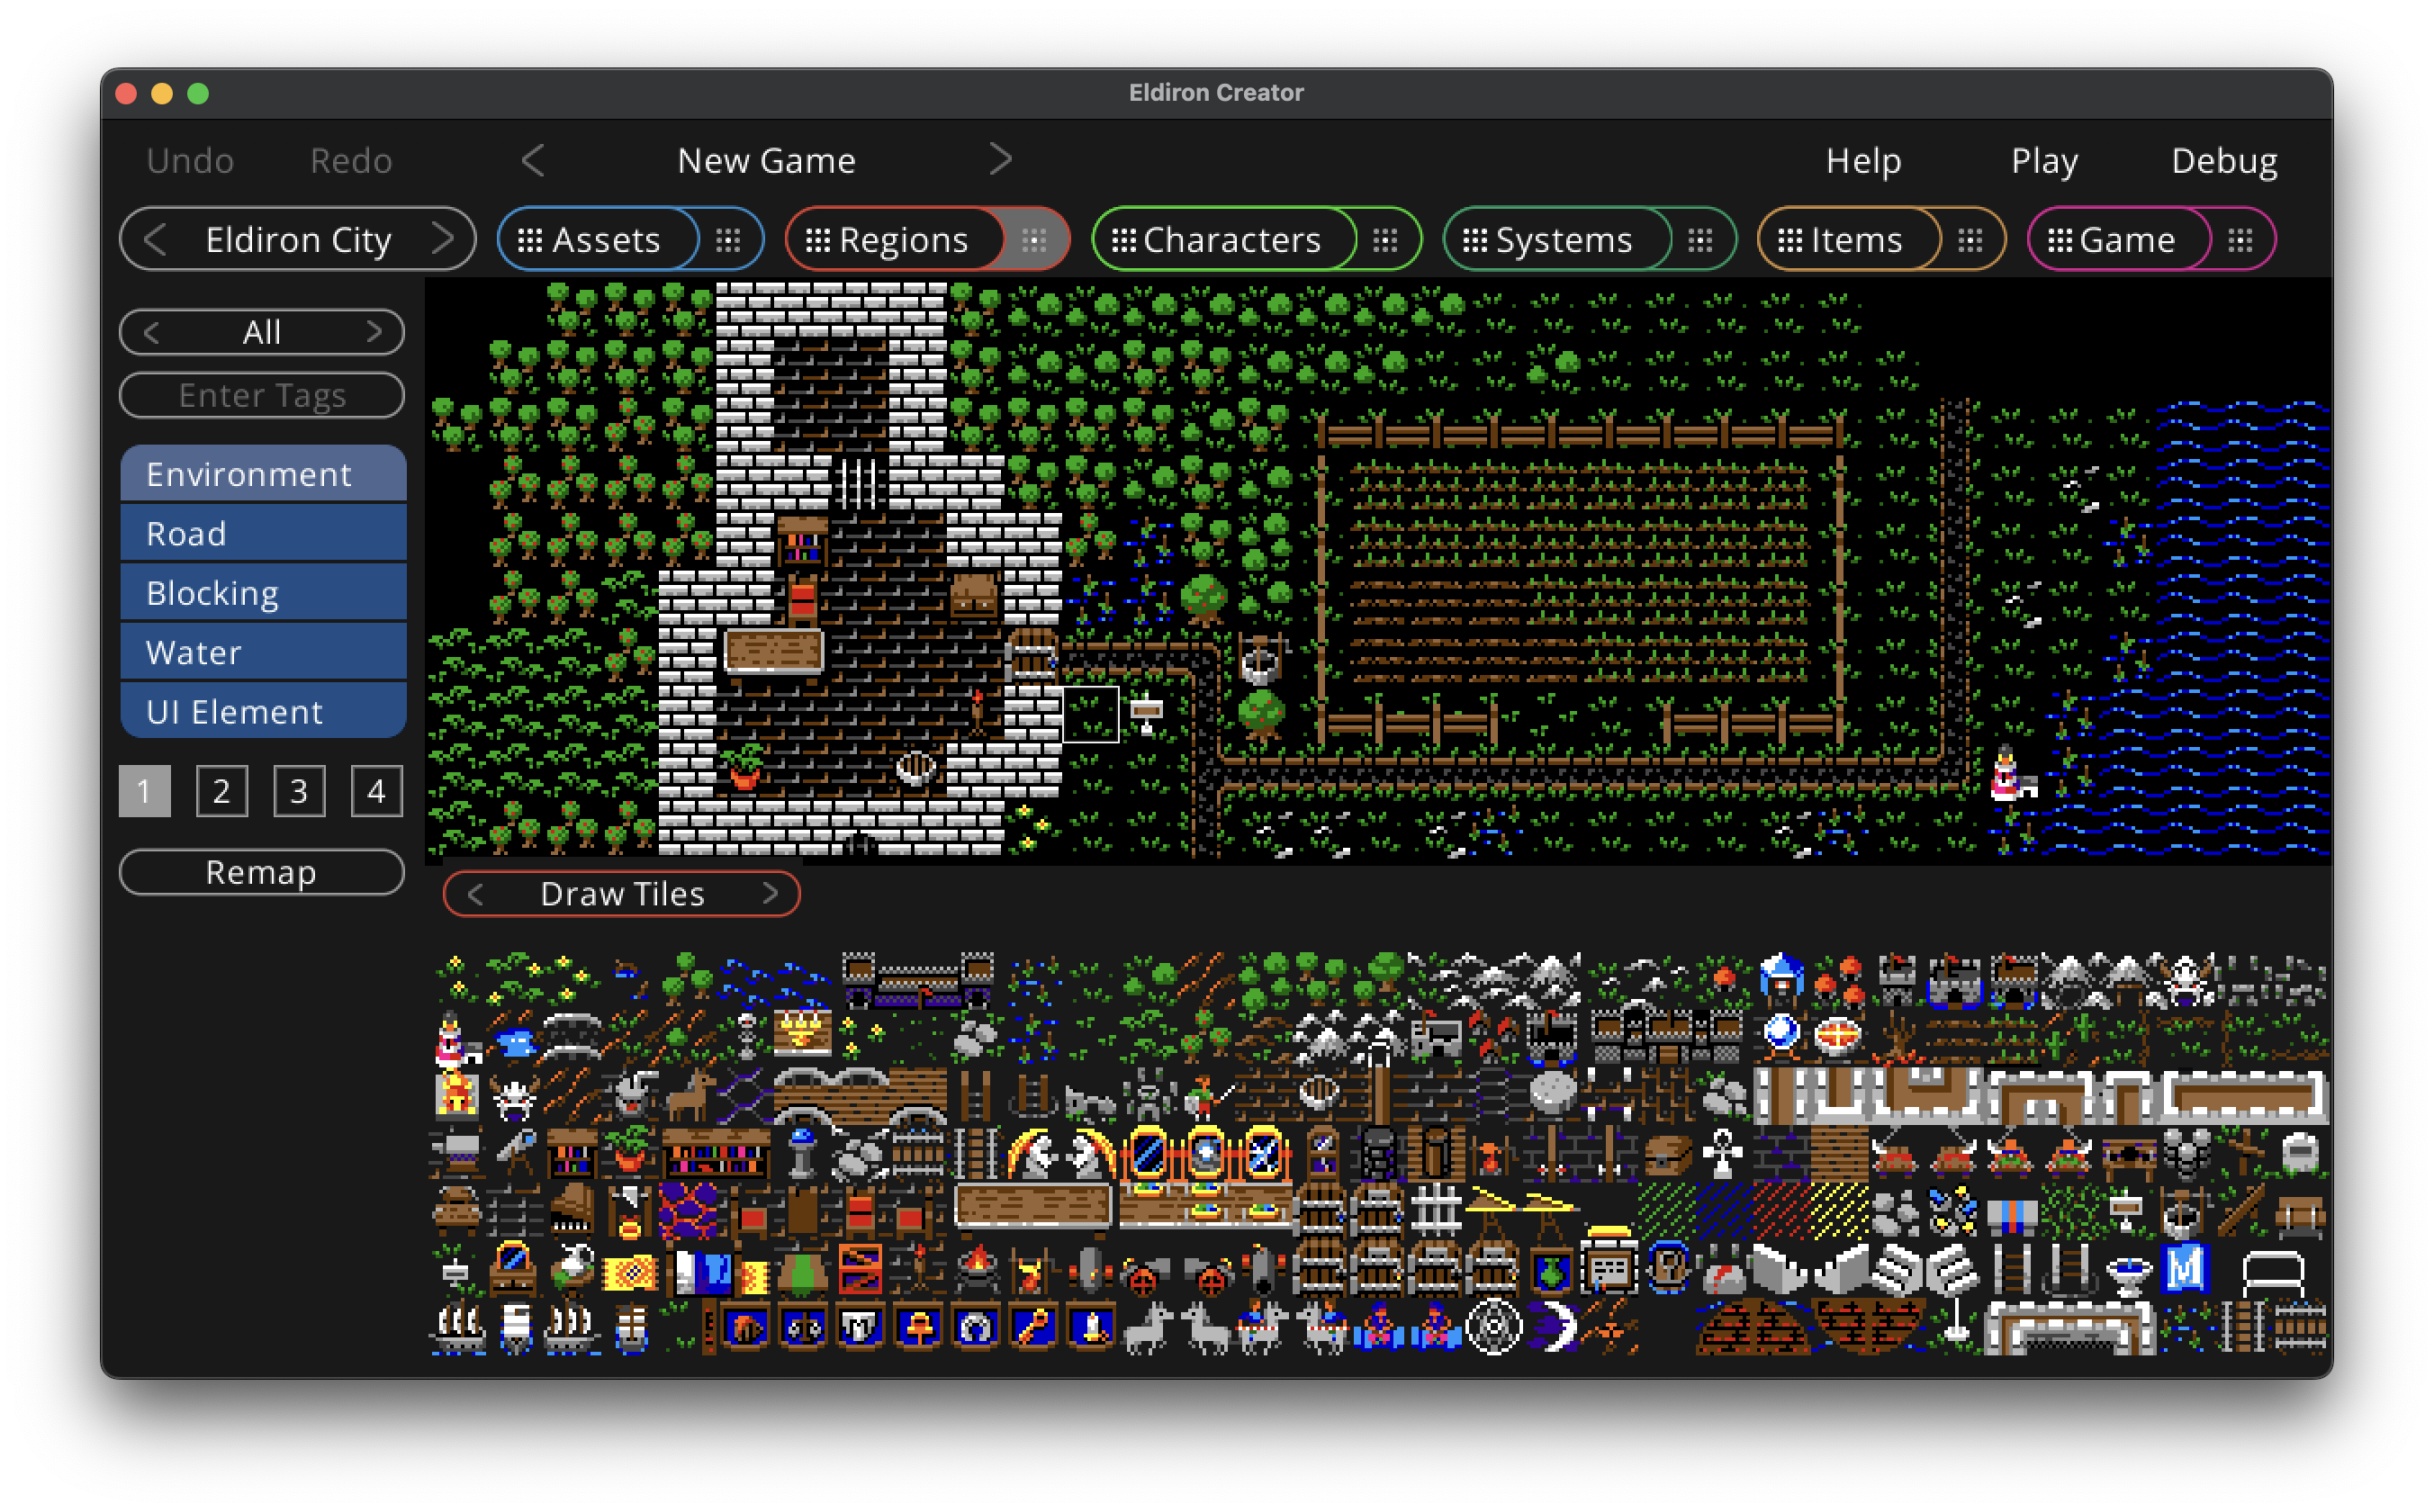 Eldiron Creator
Undo Redo < New Game > Help Play Debug
< Eldiron City > Assets Regions Characters Systems Items Game
< All >
Enter Tags
Environment
Road
Blocking
Water
UI Element
1 2 3 4
Remap
< Draw Tiles >
M
M